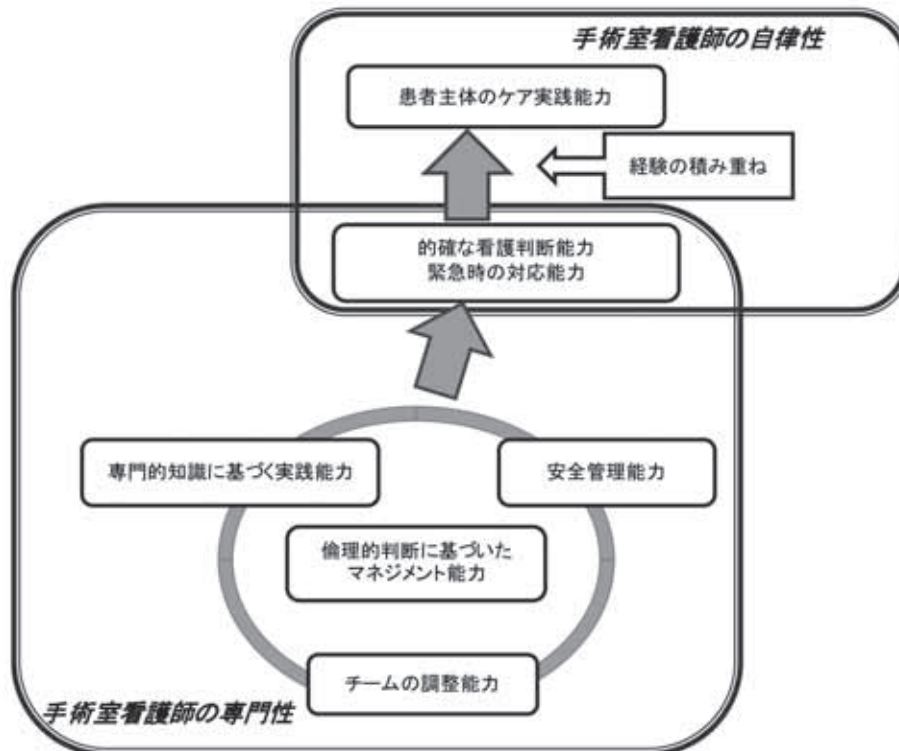 手術室看護師の自律性
患者主体のケア実践能力
経験の積み重ね
的確な看護判断能力
緊急時の対応能力
専門的知識に基づく実践能力
安全管理能力
倫理的判断に基づいた
マネジメント能力
チームの調整能力
手術室看護師の専門性